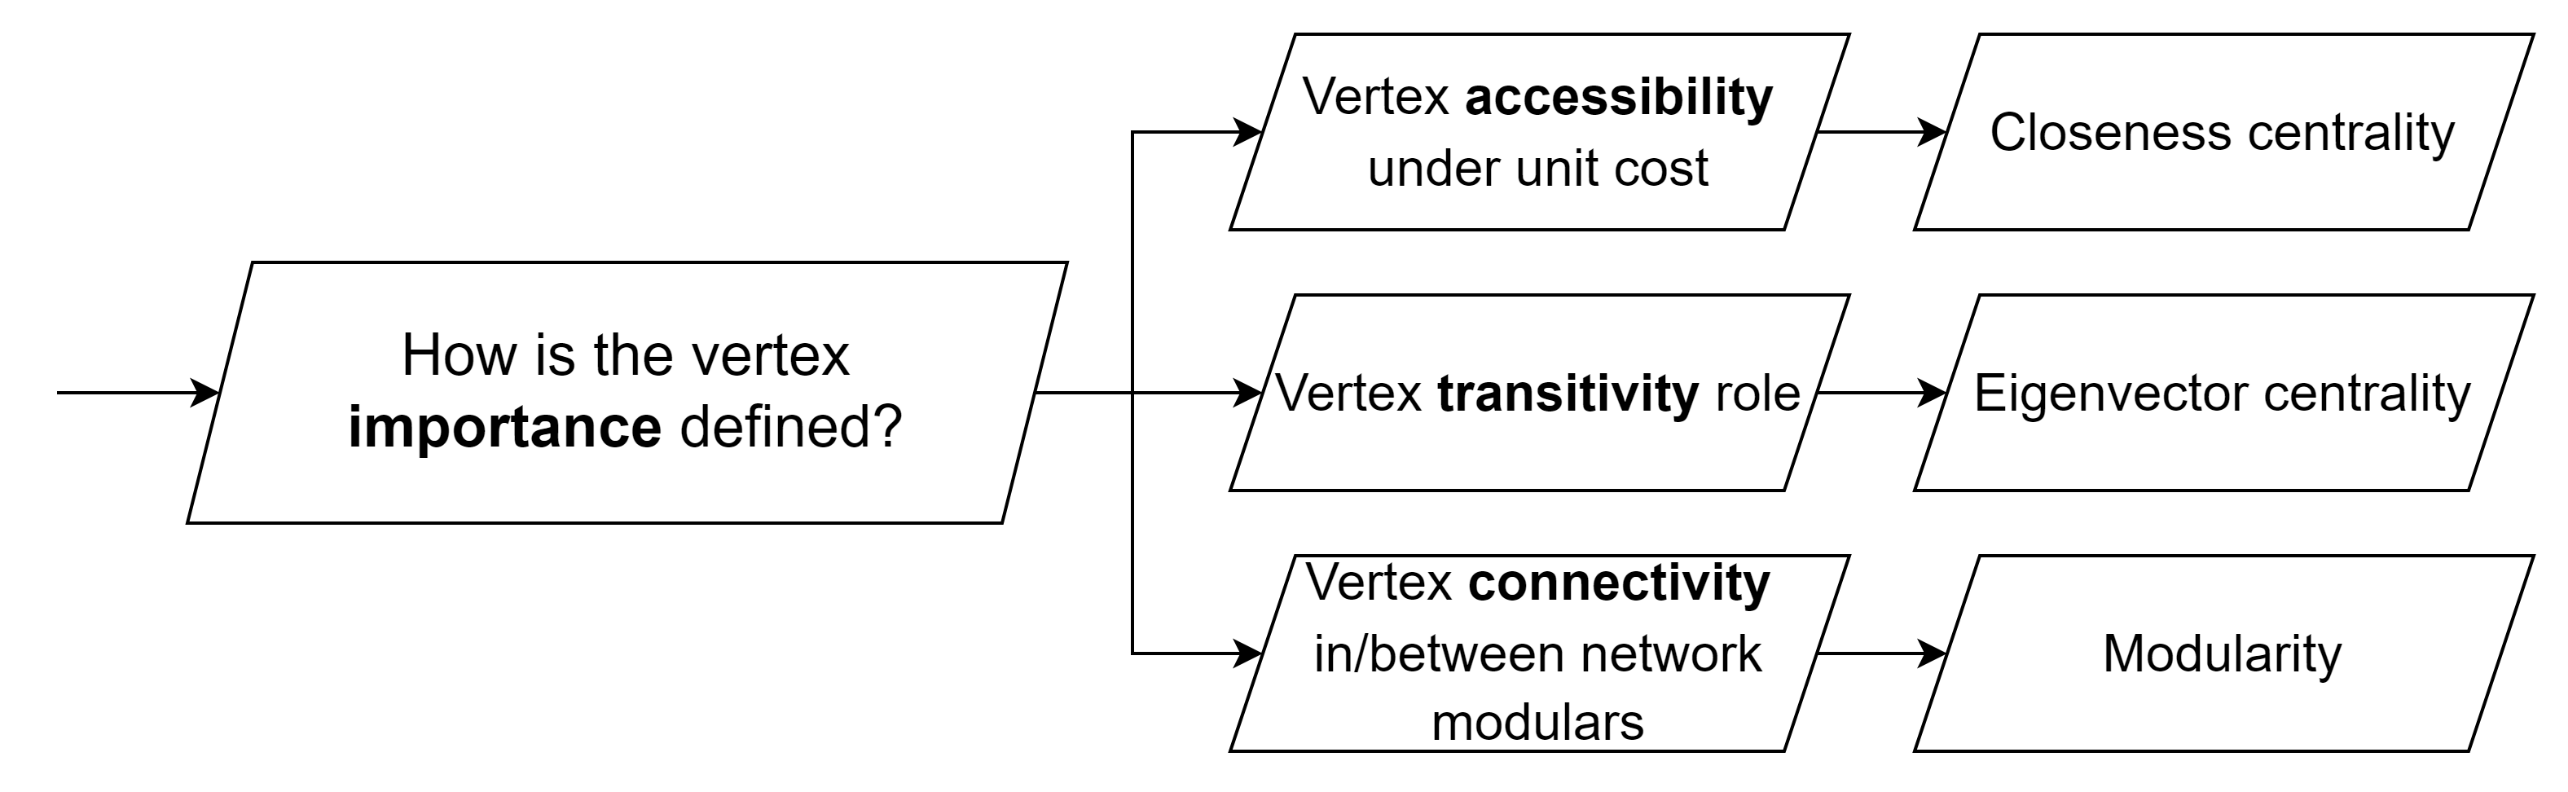 How is the vertex
importance defined?
Vertex accessibility
under unit cost
Closeness centrality
Vertex transitivity role
Eigenvector centrality
Vertex connectivity
in/between network
modulars
Modularity